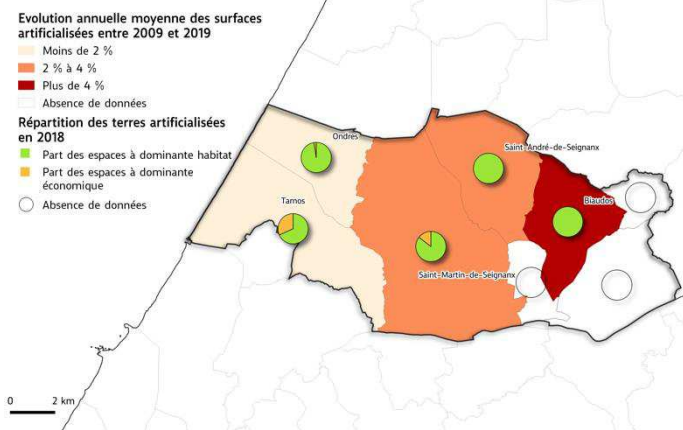 Evolution annuelle moyenne des surfaces
artificialisées entre 2009 et 2019
Moins de 2 %
2 % à 4 %
Plus de 4 %
Absence de données
Répartition des terres artificialisées
en 2018
Part des espaces à dominante habitat
Part des espaces à dominante
économique
Absence de données
Ondres
Saint-André-de-Seignanx
Tarnos
Biaudos
Saint-Martin-de-Seignanx
0 2 km